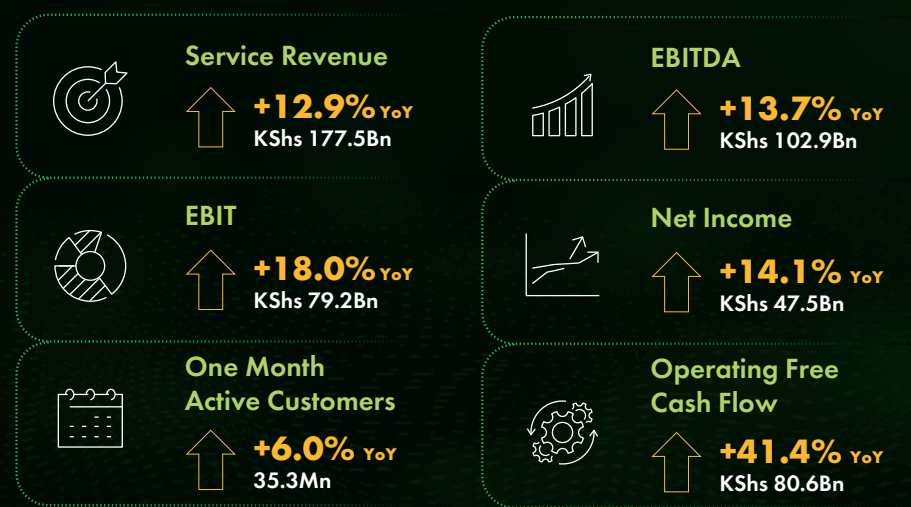 Service Revenue
+12.9% YoY
KShs 177.5Bn
EBITDA
+13.7% YoY
KShs 102.9Bn
EBIT
+18.0% YoY
KShs 79.2Bn
Net Income
+14.1% YoY
KShs 47.5Bn
One Month
Active Customers
+6.0% YoY
35.3Mn
Operating Free
Cash Flow
+41.4% YoY
KShs 80.6Bn